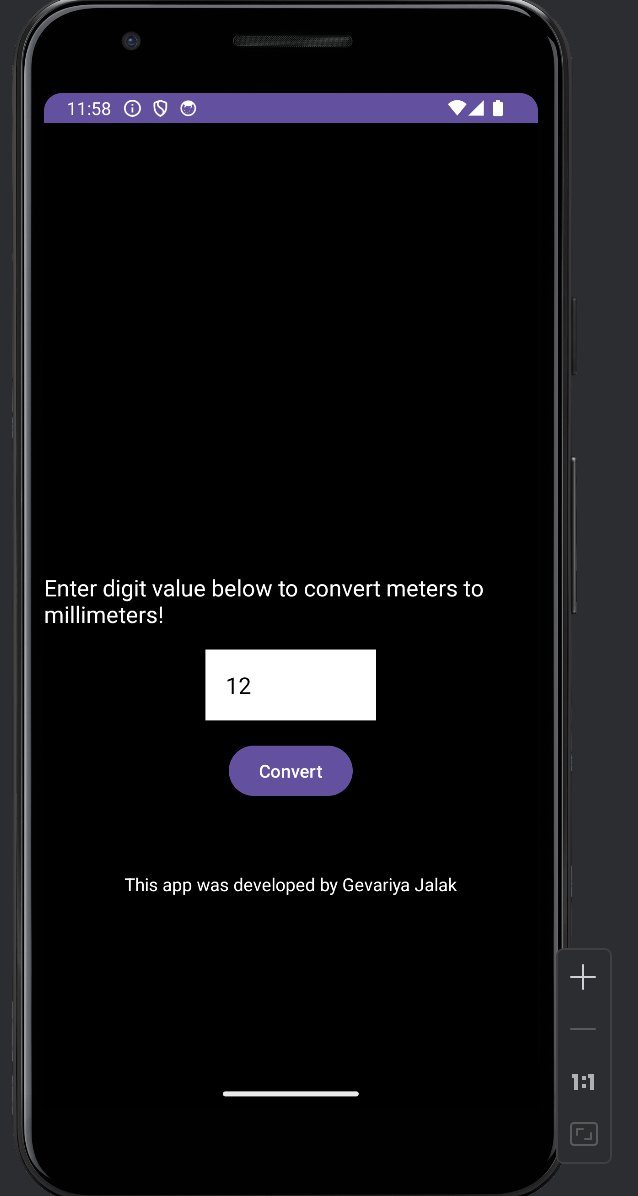 11:58
Enter digit value below to convert meters to
millimeters!
12
Convert
This app was developed by Gevariya Jalak
1:1